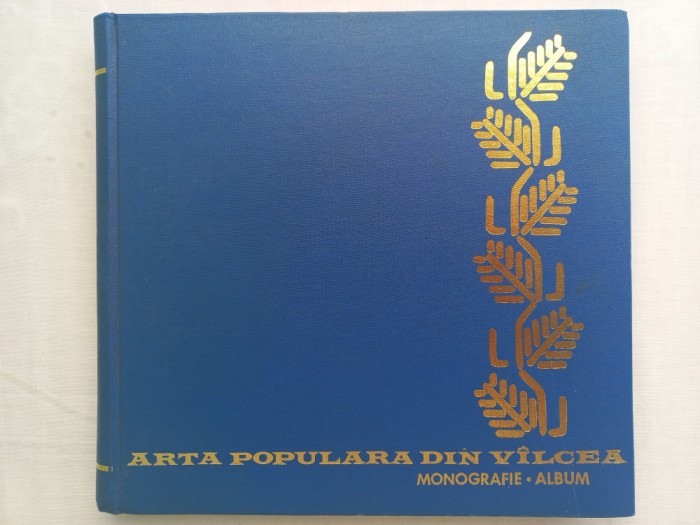 ARTA POPULARA DIN VÎLCEA
MONOGRAFIE • ALBUM